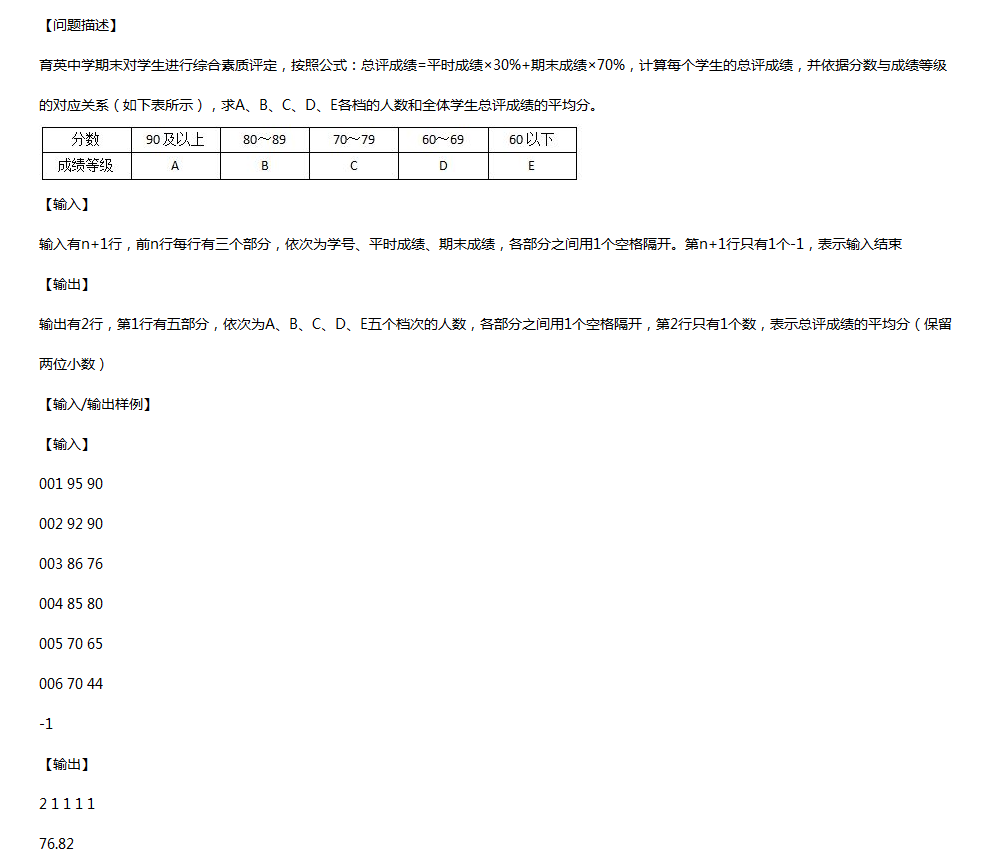 【问题描述】
育英中学期末对学生进行综合素质评定，按照公式：总评成绩=平时成绩×30%+期末成绩×70%，计算每个学生的总评成绩，并依据分数与成绩等级
的对应关系（如下表所示），求A、B、C、D、E各档的人数和全体学生总评成绩的平均分。
分数 90及以上 80～89 70～79 60～69 60以下
成绩等级 A B C D E
【输入】
输入有n+1行，前n行每行有三个部分，依次为学号、平时成绩、期末成绩，各部分之间用1个空格隔开。第n+1行只有1个-1，表示输入结束
【输出】
输出有2行，第1行有五部分，依次为A、B、C、D、E五个档次的人数，各部分之间用1个空格隔开，第2行只有1个数，表示总评成绩的平均分（保留
两位小数）
【输入/输出样例】
【输入】
001 95 90
002 92 90
003 86 76
004 85 80
005 70 65
006 70 44
-1
【输出】
2 1 1 1 1
76.82